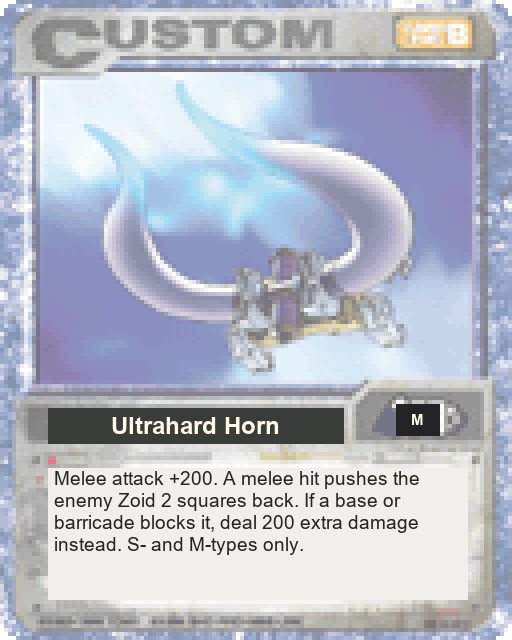 CUSTOM
B
Ultrahard Horn
M
Melee attack +200. A melee hit pushes the
enemy Zoid 2 squares back. If a base or
barricade blocks it, deal 200 extra damage
instead. S- and M-types only.